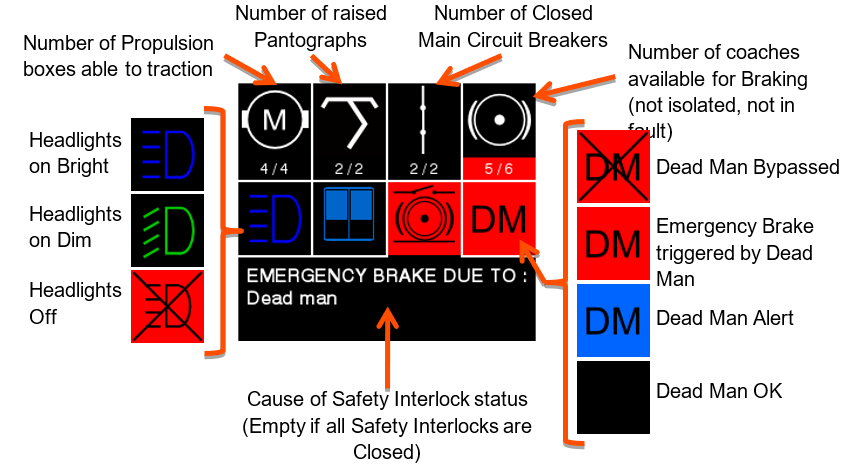 Number of raised
Pantographs
Number of Closed
Main Circuit Breakers
Number of Propulsion
boxes able to traction
Number of coaches
available for Braking
(not isolated, not in
fault)
M
4/4
2/2
2/2
5/6
Headlights
on Bright
Headlights
on Dim
Headlights
Off
DM
EMERGENCY BRAKE DUE TO :
Dead man
DM
Dead Man Bypassed
DM
Emergency Brake
triggered by Dead
Man
DM
Dead Man Alert
Dead Man OK
Cause of Safety Interlock status
(Empty if all Safety Interlocks are
Closed)